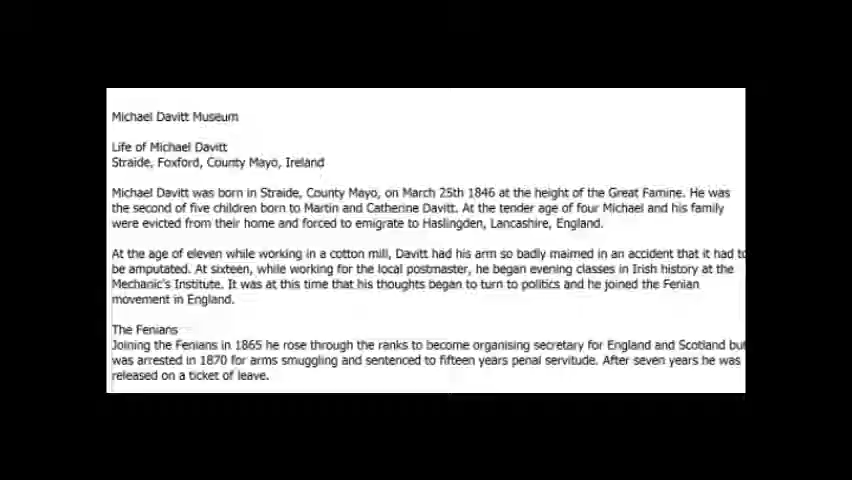 Michael Davitt Museum
Life of Michael Davitt
Straide, Foxford, County Mayo, Ireland
Michael Davitt was born in Straide, County Mayo, on March 25th 1846 at the height of the Great Famine. He was
the second of five children born to Martin and Catherine Davitt. At the tender age of four Michael and his family
were evicted from their home and forced to emigrate to Haslingden, Lancashire, England.
At the age of eleven while working in a cotton mill, Davitt had his arm so badly maimed in an accident that it had to
be amputated. At sixteen, while working for the local postmaster, he began evening classes in Irish history at the
Mechanic's Institute. It was at this time that his thoughts began to turn to politics and he joined the Fenian
movement in England.
The Fenians
Joining the Fenians in 1865 he rose through the ranks to become organising secretary for England and Scotland but
was arrested in 1870 for arms smuggling and sentenced to fifteen years penal servitude. After seven years he was
released on a ticket of leave.